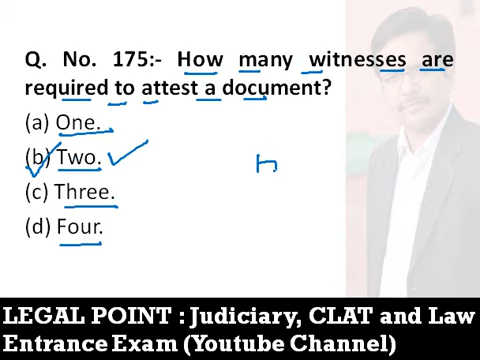 Q. No. 175:- How many witnesses are
required to attest a document?
(a) One.
(b) Two.
(c) Three.
(d) Four.
LEGAL POINT : Judiciary, CLAT and Law
Entrance Exam (Youtube Channel)